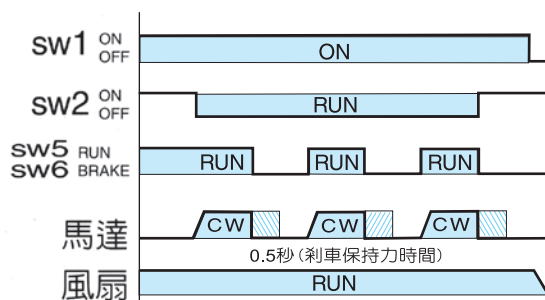 SW1 ON
OFF
ON
SW2 ON
OFF
RUN
SW5 RUN
SW6 BRAKE
RUN RUN RUN
馬達 CW CW CW
0.5秒(剎車保持力時間)
風扇 RUN